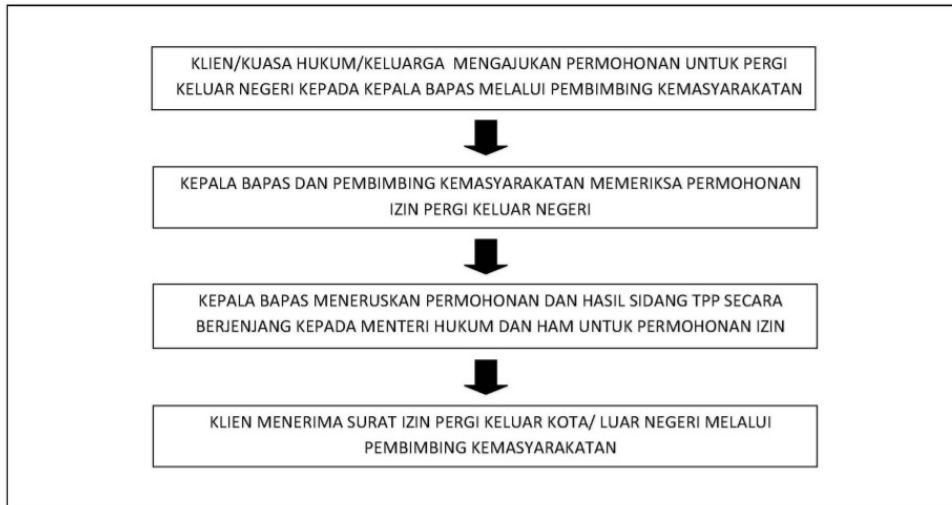 KLIEN/KUASA HUKUM/KELUARGA MENGAJUKAN PERMOHONAN UNTUK PERGI
KELUAR NEGERI KEPADA KEPALA BAPAS MELALUI PEMBIMBING KEMASYARAKATAN
KEPALA BAPAS DAN PEMBIMBING KEMASYARAKATAN MEMERIKSA PERMOHONAN
IZIN PERGI KELUAR NEGERI
KEPALA BAPAS MENERUSKAN PERMOHONAN DAN HASIL SIDANG TPP SECARA
BERJENJANG KEPADA MENTERI HUKUM DAN HAM UNTUK PERMOHONAN IZIN
KLIEN MENERIMA SURAT IZIN PERGI KELUAR KOTA/ LUAR NEGERI MELALUI
PEMBIMBING KEMASYARAKATAN